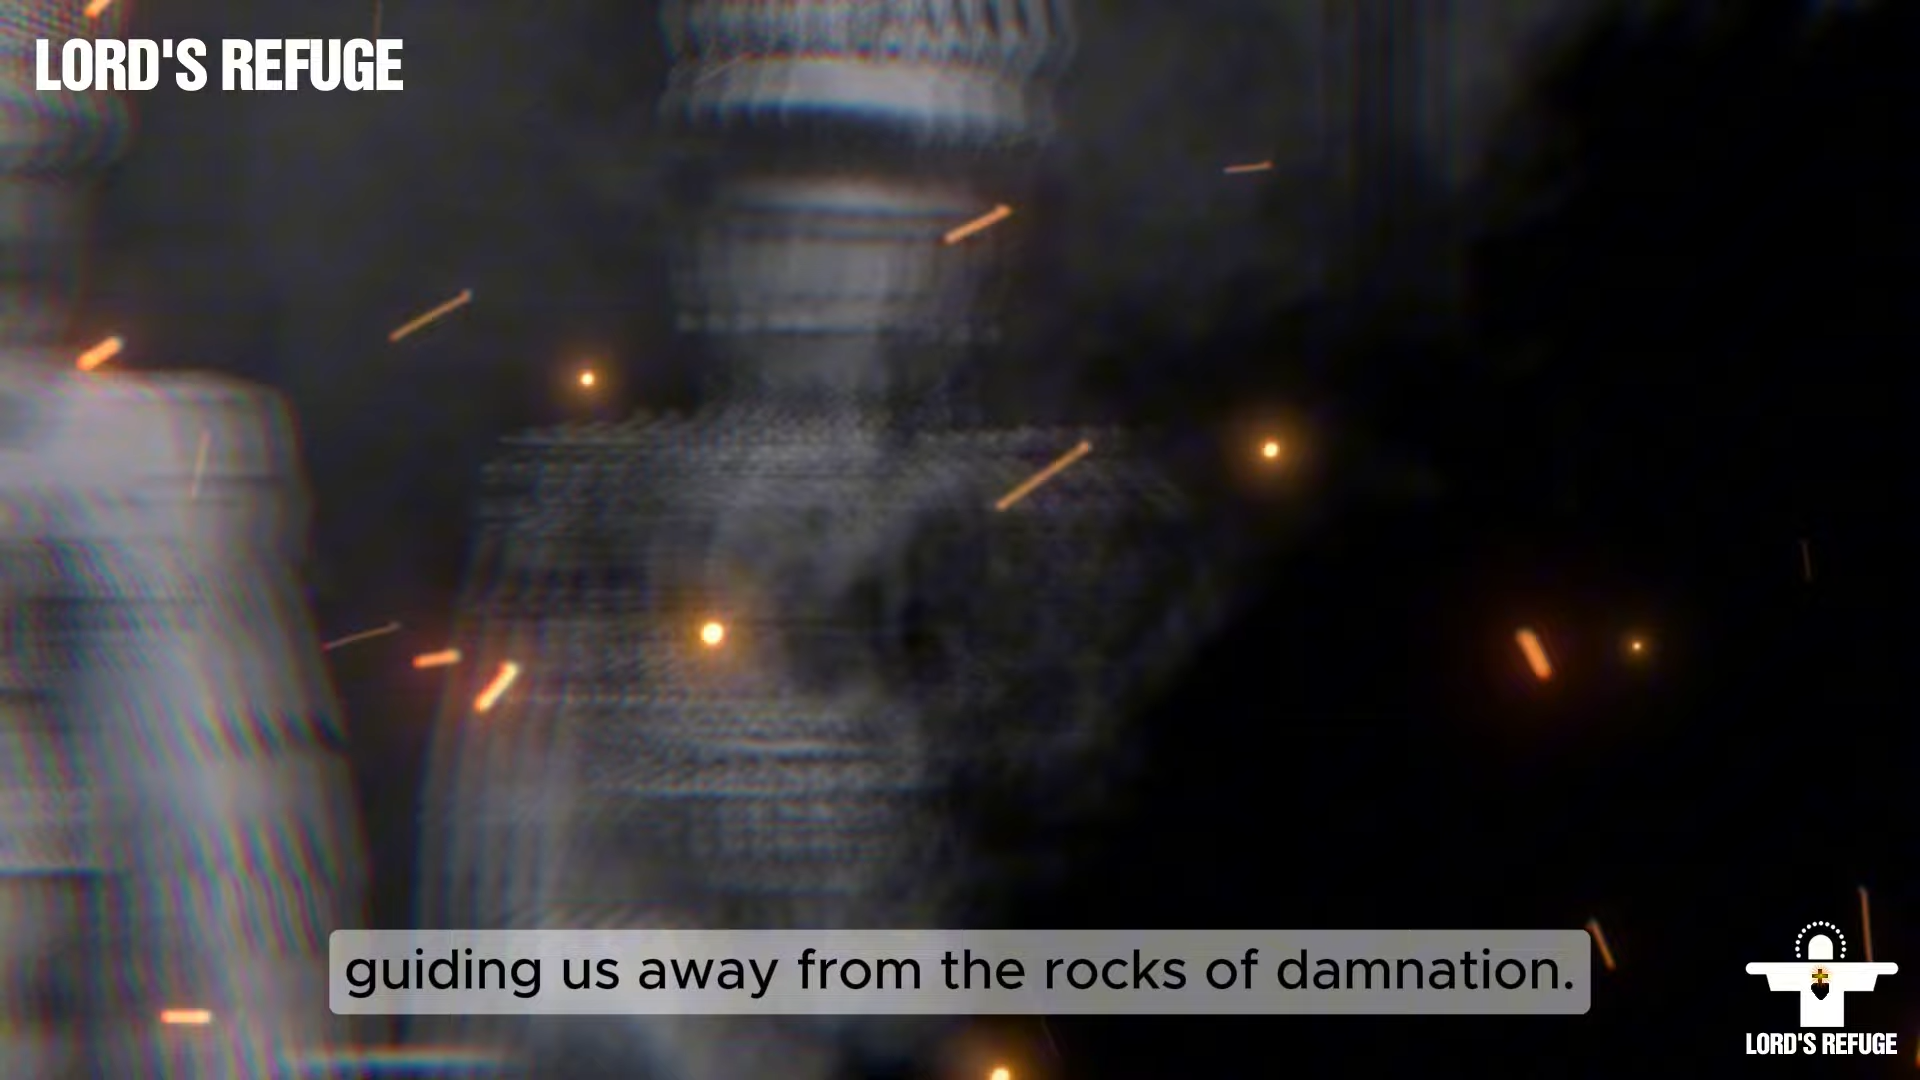 LORD'S REFUGE
guiding us away from the rocks of damnation.
LORD'S REFUGE